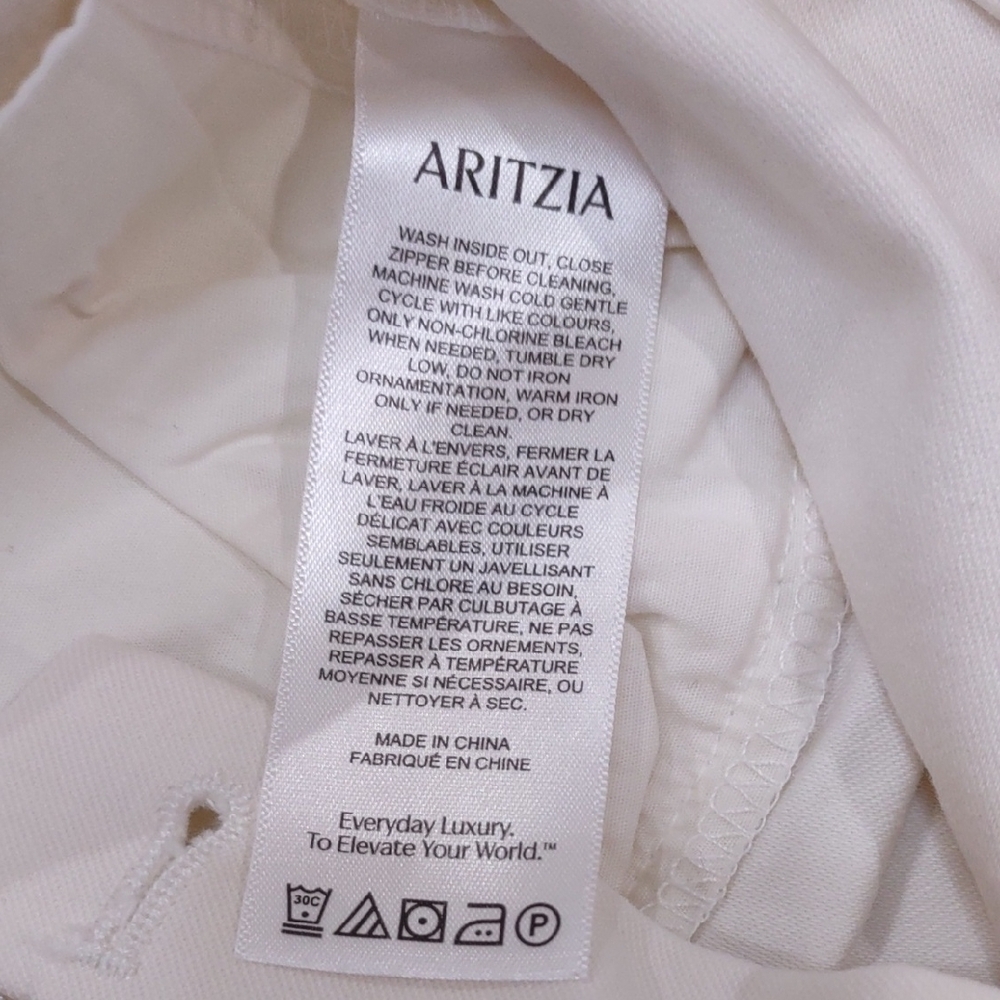 ARITZIA
WASH INSIDE OUT, CLOSE
ZIPPER BEFORE CLEANING,
MACHINE WASH COLD GENTLE
CYCLE WITH LIKE COLOURS,
ONLY NON-CHLORINE BLEACH
WHEN NEEDED, TUMBLE DRY
LOW, DO NOT IRON
ORNAMENTATION, WARM IRON
ONLY IF NEEDED, OR DRY
CLEAN.
LAVER À L'ENVERS, FERMER LA
FERMETURE ÉCLAIR AVANT DE
LAVER, LAVER À LA MACHINE À
L'EAU FROIDE AU CYCLE
DÉLICAT AVEC COULEURS
SEMBLABLES, UTILISER
SEULEMENT UN JAVELLISANT
SANS CHLORE AU BESOIN,
SÉCHER PAR CULBUTAGE À
BASSE TEMPÉRATURE, NE PAS
REPASSER LES ORNEMENTS,
REPASSER À TEMPÉRATURE
MOYENNE SI NÉCESSAIRE, OU
NETTOYER À SEC.
MADE IN CHINA
FABRIQUÉ EN CHINE
Everyday Luxury.
To Elevate Your World.™
30C P